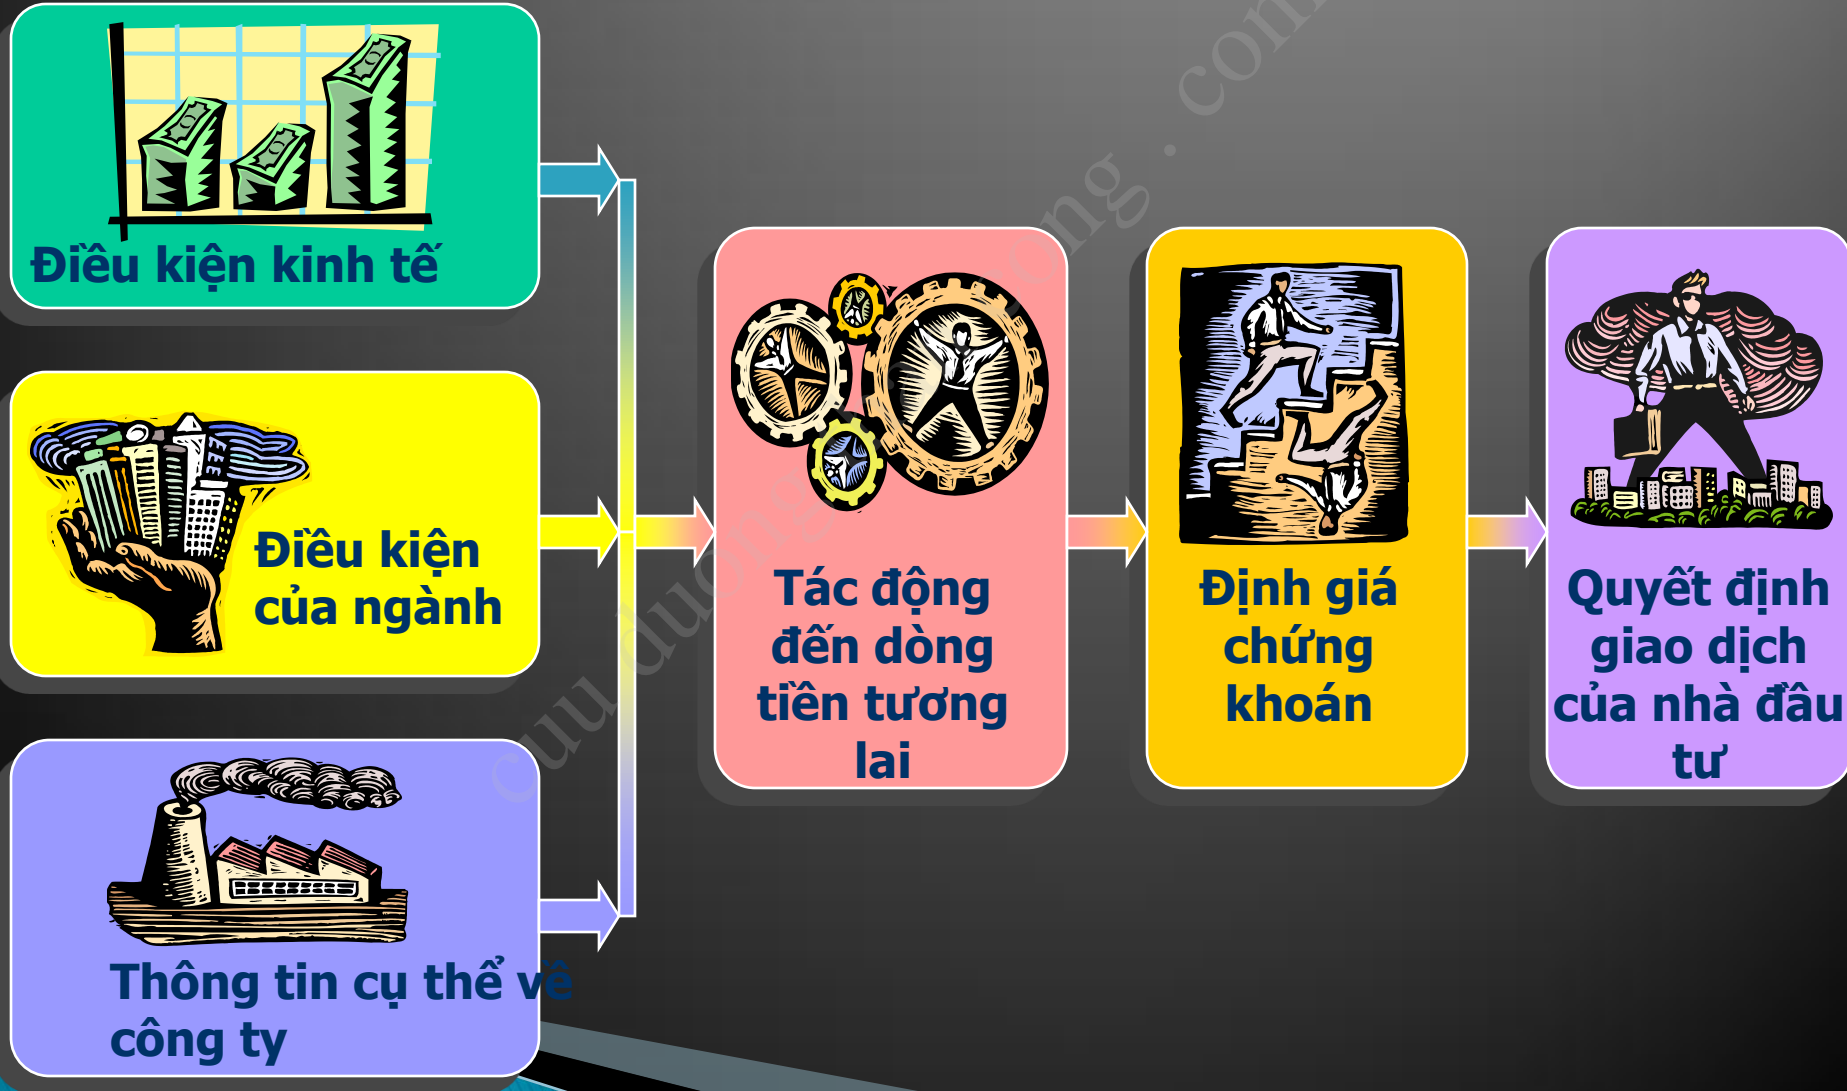 Điều kiện kinh tế
Điều kiện
của ngành
Thông tin cụ thể về
công ty
Tác động
đến dòng
tiền tương
lai
Định giá
chứng
khoán
Quyết định
giao dịch
của nhà đầu
tư